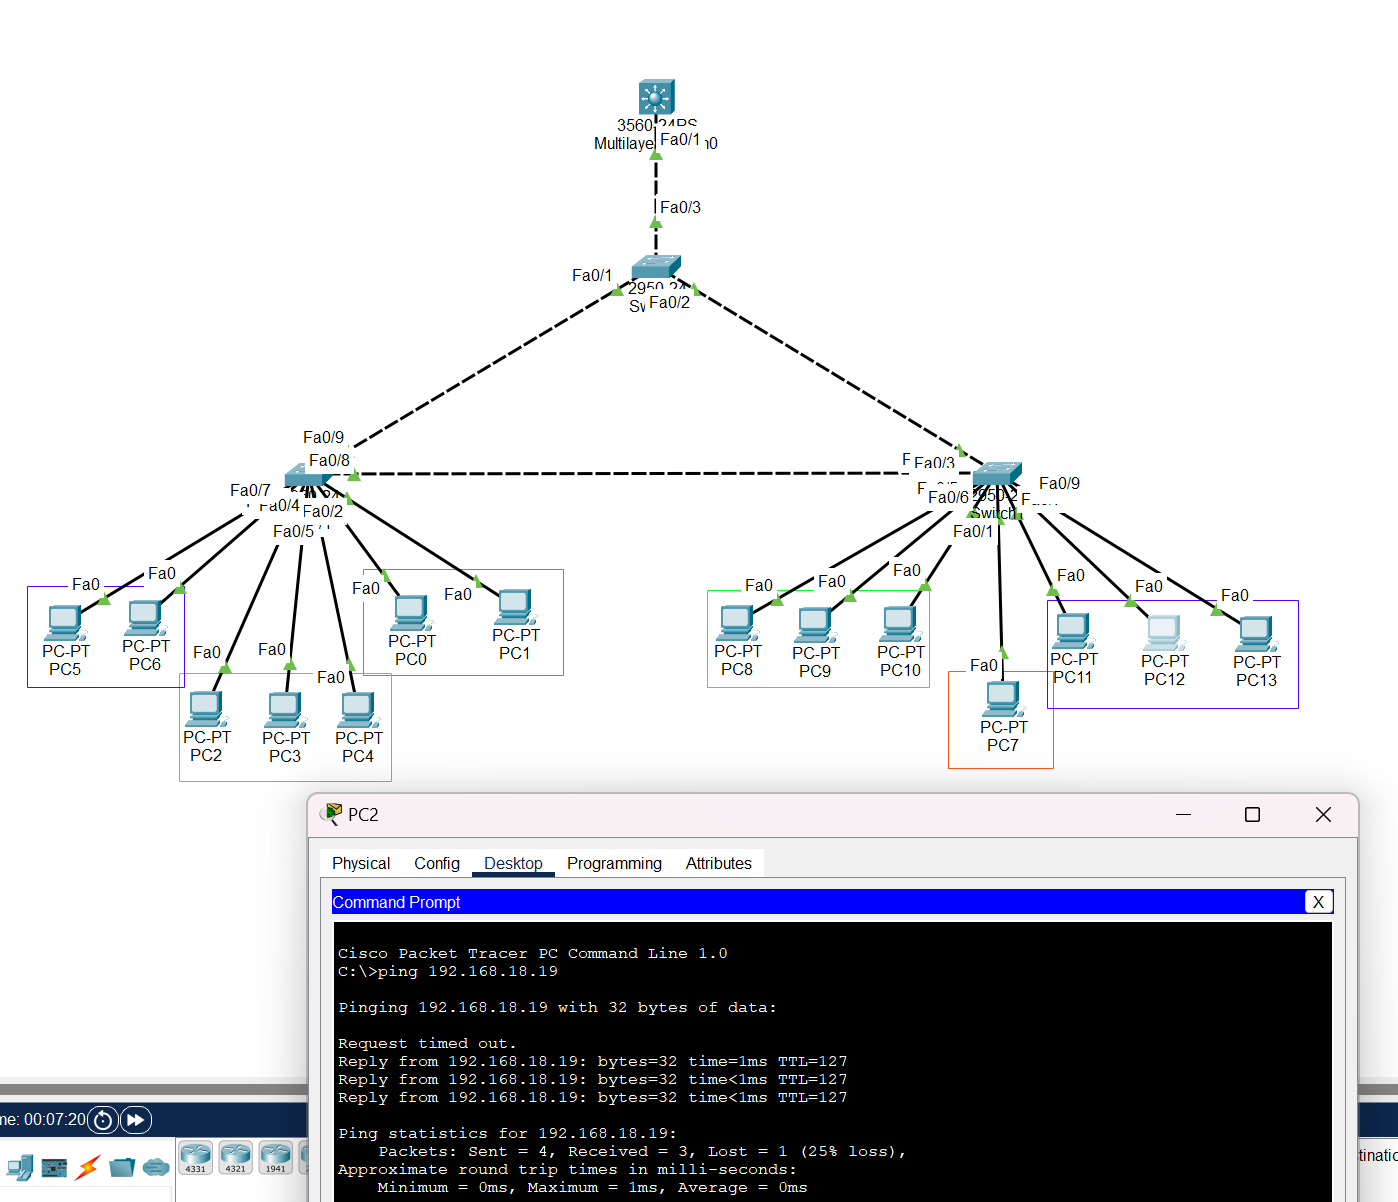 3560-24PS
Fa0/1
Fa0/3
Fa0/1
2950-24
Fa0/2
Fa0/9
Fa0/8
Fa0/3
Fa0/7
Fa0/4
Fa0/2
Fa0/5
Fa0/9
Fa0/6
Switch
Fa0/1
Fa0
PC-PT
PC5
Fa0
PC-PT
PC6
Fa0
PC-PT
PC2
Fa0
PC-PT
PC3
Fa0
PC-PT
PC4
Fa0
PC-PT
PC0
Fa0
PC-PT
PC1
Fa0
PC-PT
PC8
Fa0
PC-PT
PC9
Fa0
PC-PT
PC10
Fa0
PC-PT
PC7
Fa0
PC-PT
PC11
Fa0
PC-PT
PC12
Fa0
PC-PT
PC13
PC2
Physical Config Desktop Programming Attributes
Command Prompt X
Cisco Packet Tracer PC Command Line 1.0
C:\>ping 192.168.18.19
Pinging 192.168.18.19 with 32 bytes of data:
Request timed out.
Reply from 192.168.18.19: bytes=32 time=1ms TTL=127
Reply from 192.168.18.19: bytes=32 time<1ms TTL=127
Reply from 192.168.18.19: bytes=32 time<1ms TTL=127
Ping statistics for 192.168.18.19:
Packets: Sent = 4, Received = 3, Lost = 1 (25% loss),
Approximate round trip times in milli-seconds:
Minimum = 0ms, Maximum = 1ms, Average = 0ms
me: 00:07:20
4331
4321
1941
tinatic